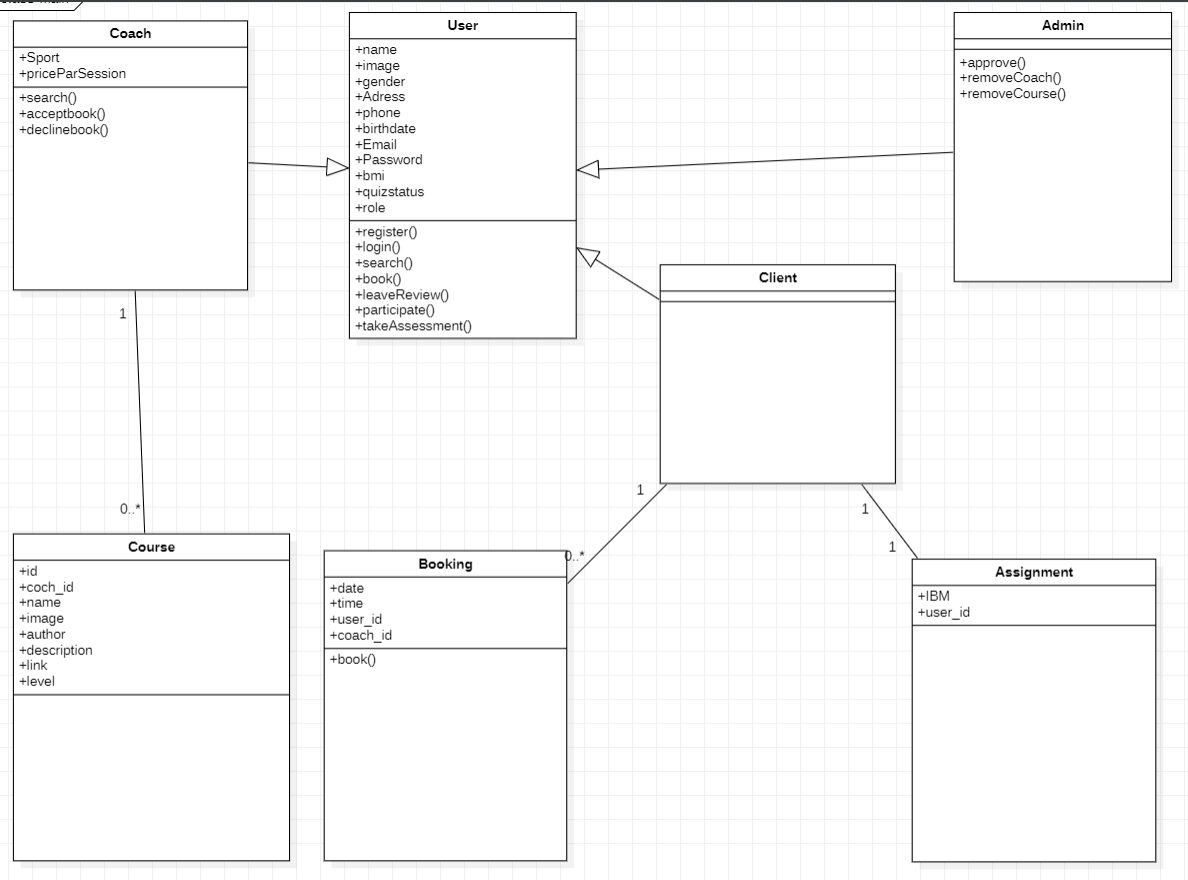 Coach
+Sport
+priceParSession
+search()
+acceptbook()
+declinebook()
User
+name
+image
+gender
+Adress
+phone
+birthdate
+Email
+Password
+bmi
+quizstatus
+role
+register()
+login()
+search()
+book()
+leaveReview()
+participate()
+takeAssessment()
Admin
+approve()
+removeCoach()
+removeCourse()
Client
1
0..*
1
0..*
1
1
Course
+id
+coch_id
+name
+image
+author
+description
+link
+level
Booking
+date
+time
+user_id
+coach_id
+book()
Assignment
+IBM
+user_id